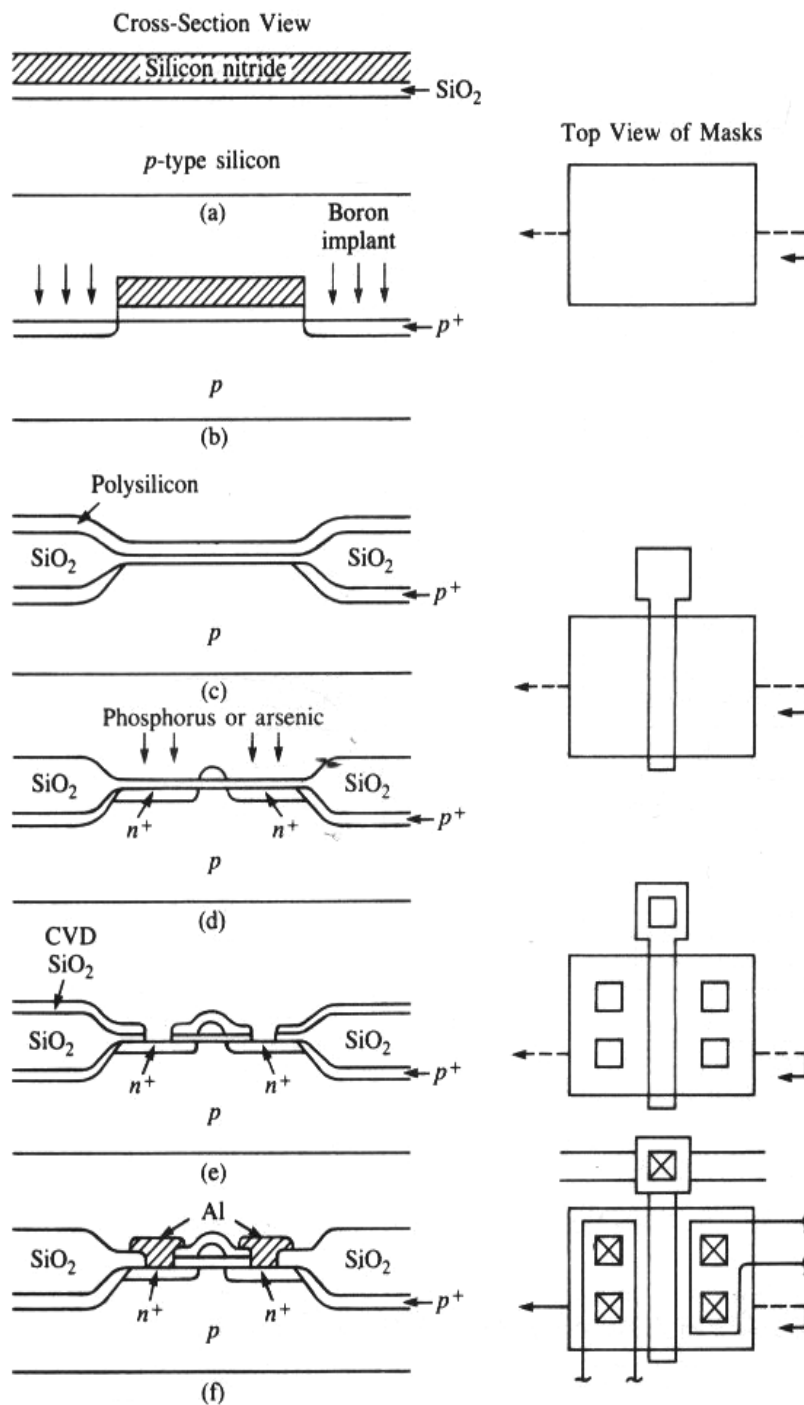 Cross-Section View
Silicon nitride
SiO₂
p-type silicon
(a)
Top View of Masks
Boron
implant
p⁺
p
(b)
Polysilicon
SiO₂ SiO₂
p⁺
p
(c)
Phosphorus or arsenic
SiO₂ SiO₂
n⁺ n⁺
p⁺
p
(d)
CVD
SiO₂
SiO₂ SiO₂
n⁺ n⁺
p⁺
p
(e)
Al
SiO₂ SiO₂
n⁺ n⁺
p⁺
p
(f)